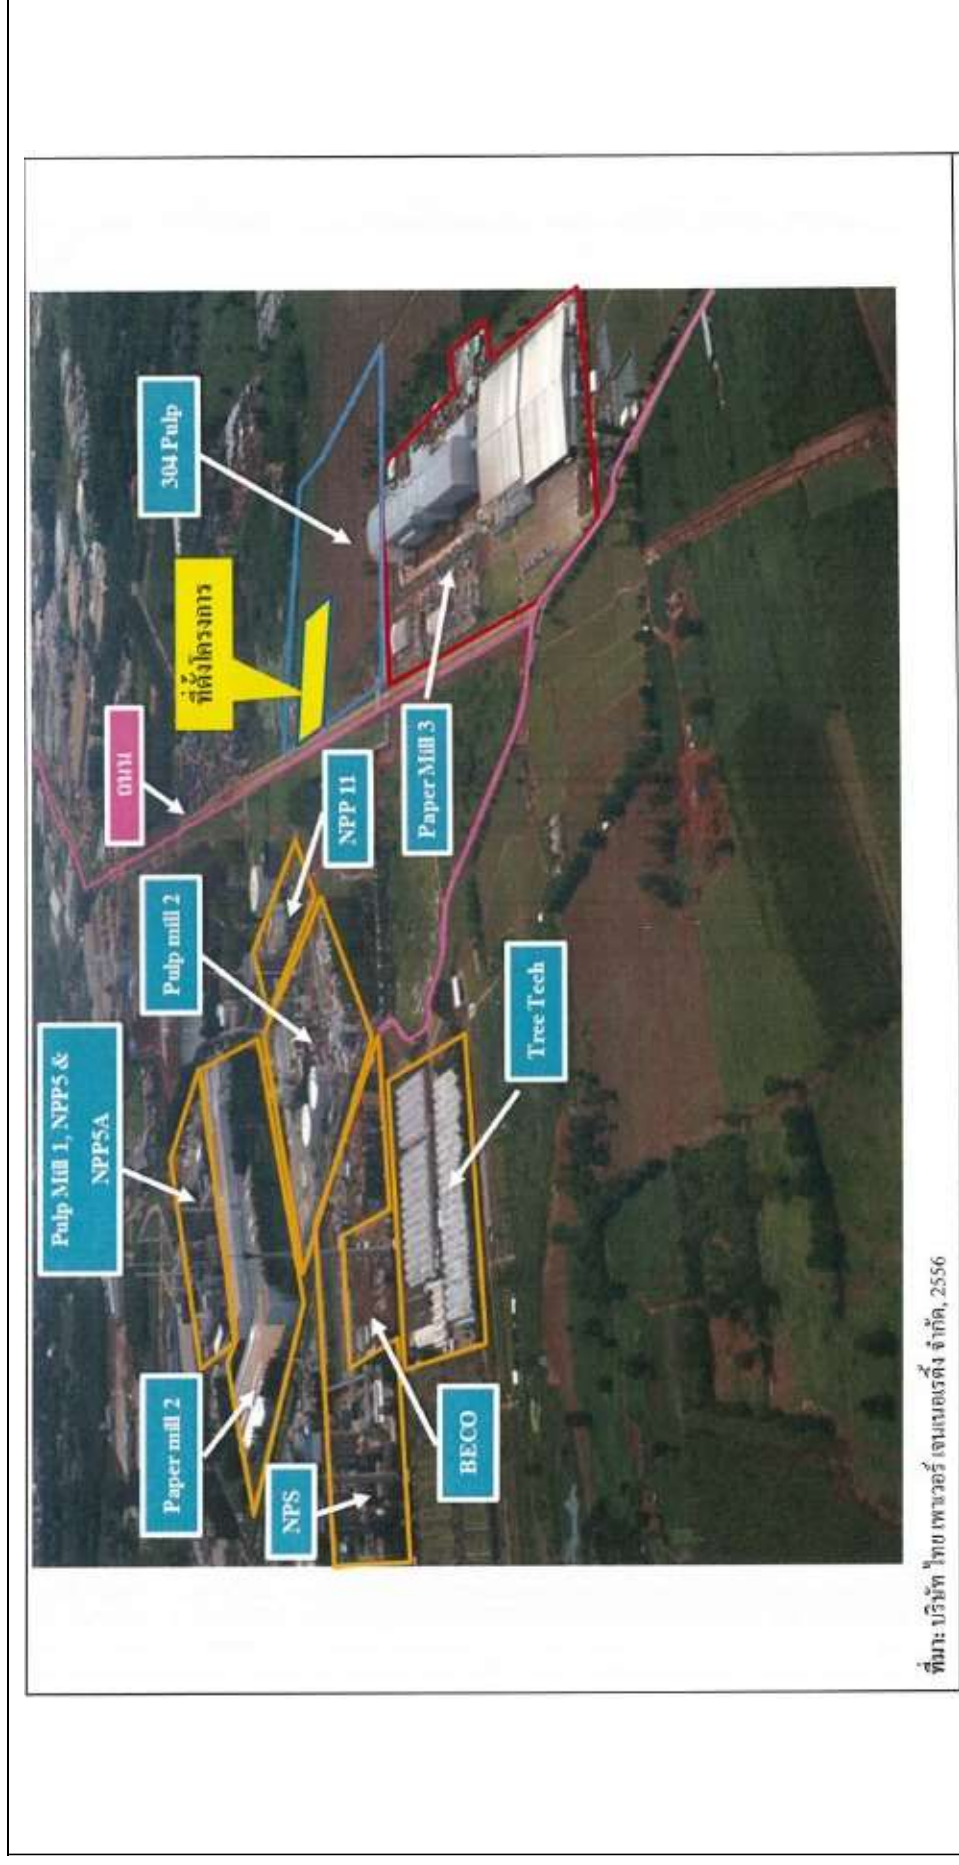 Pulp Mill 1, NPP5 &
NPP5A
Pulp mill 2
ถนน
ที่ตั้งโครงการ
304 Pulp
Paper mill 2
NPP 11
NPS
Paper Mill 3
BECO
Tree Tech
ที่มา: บริษัท ไทย เพาเวอร์ เจนเนอเรติ้ง จำกัด, 2556